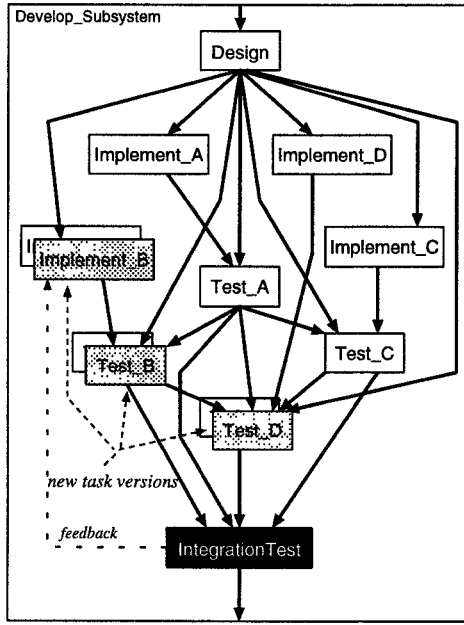 Develop_Subsystem
Design
Implement_A
Implement_D
I
Implement_B
Implement_C
Test_A
Test_B
Test_C
Test_D
new task versions
feedback
IntegrationTest